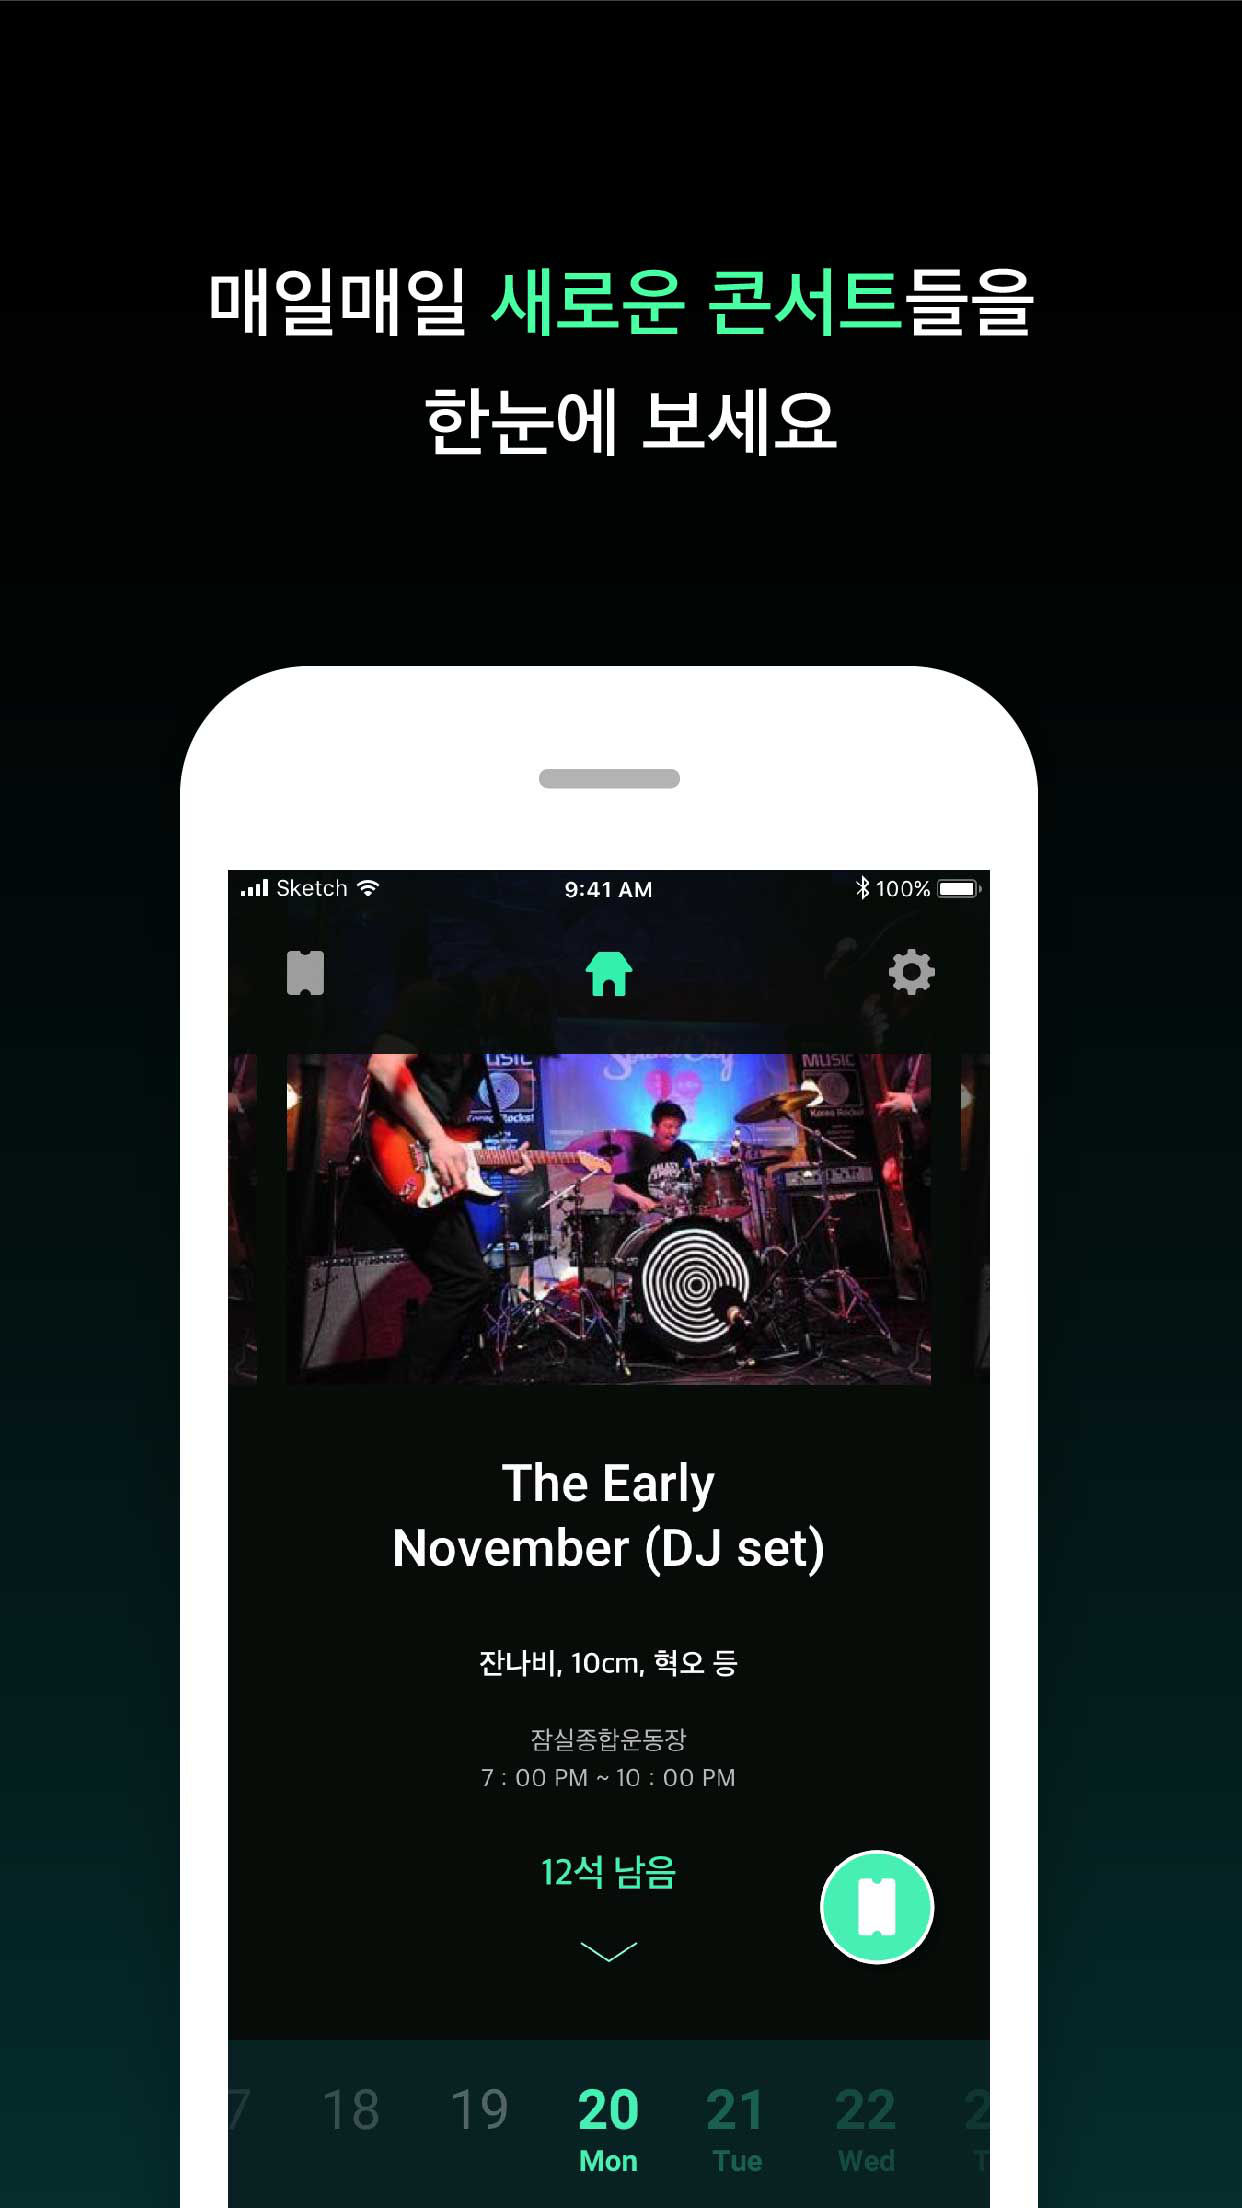 매일매일 새로운 콘서트들을
한눈에 보세요
Sketch 9:41 AM 100%
MUSIC
Korea Rocks!
The Early
November (DJ set)
잔나비, 10cm, 혁오 등
잠실종합운동장
7 : 00 PM ~ 10 : 00 PM
12석 남음
18 19 20 21 22
Mon Tue Wed